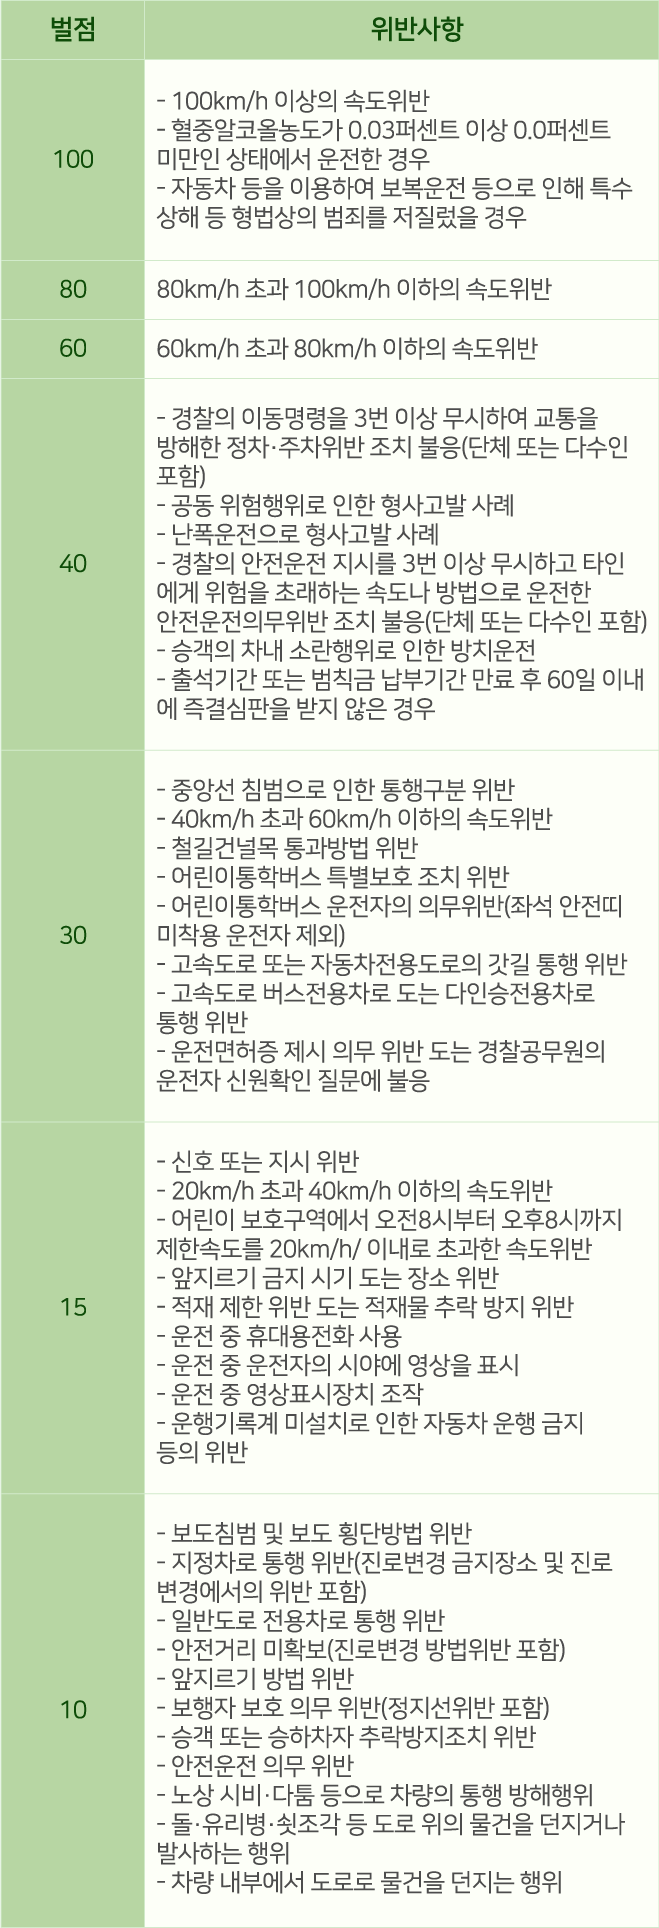 벌점 위반사항
100
- 100km/h 이상의 속도위반
- 혈중알코올농도가 0.03퍼센트 이상 0.0퍼센트
미만인 상태에서 운전한 경우
- 자동차 등을 이용하여 보복운전 등으로 인해 특수
상해 등 형법상의 범죄를 저질렀을 경우
80 80km/h 초과 100km/h 이하의 속도위반
60 60km/h 초과 80km/h 이하의 속도위반
40
- 경찰의 이동명령을 3번 이상 무시하여 교통을
방해한 정차·주차위반 조치 불응(단체 또는 다수인
포함)
- 공동 위험행위로 인한 형사고발 사례
- 난폭운전으로 형사고발 사례
- 경찰의 안전운전 지시를 3번 이상 무시하고 타인
에게 위험을 초래하는 속도나 방법으로 운전한
안전운전의무위반 조치 불응(단체 또는 다수인 포함)
- 승객의 차내 소란행위로 인한 방치운전
- 출석기간 또는 범칙금 납부기간 만료 후 60일 이내
에 즉결심판을 받지 않은 경우
30
- 중앙선 침범으로 인한 통행구분 위반
- 40km/h 초과 60km/h 이하의 속도위반
- 철길건널목 통과방법 위반
- 어린이통학버스 특별보호 조치 위반
- 어린이통학버스 운전자의 의무위반(좌석 안전띠
미착용 운전자 제외)
- 고속도로 또는 자동차전용도로의 갓길 통행 위반
- 고속도로 버스전용차로 도는 다인승전용차로
통행 위반
- 운전면허증 제시 의무 위반 도는 경찰공무원의
운전자 신원확인 질문에 불응
15
- 신호 또는 지시 위반
- 20km/h 초과 40km/h 이하의 속도위반
- 어린이 보호구역에서 오전8시부터 오후8시까지
제한속도를 20km/h/ 이내로 초과한 속도위반
- 앞지르기 금지 시기 도는 장소 위반
- 적재 제한 위반 도는 적재물 추락 방지 위반
- 운전 중 휴대용전화 사용
- 운전 중 운전자의 시야에 영상을 표시
- 운전 중 영상표시장치 조작
- 운행기록계 미설치로 인한 자동차 운행 금지
등의 위반
10
- 보도침범 및 보도 횡단방법 위반
- 지정차로 통행 위반(진로변경 금지장소 및 진로
변경에서의 위반 포함)
- 일반도로 전용차로 통행 위반
- 안전거리 미확보(진로변경 방법위반 포함)
- 앞지르기 방법 위반
- 보행자 보호 의무 위반(정지선위반 포함)
- 승객 또는 승하차자 추락방지조치 위반
- 안전운전 의무 위반
- 노상 시비·다툼 등으로 차량의 통행 방해행위
- 돌·유리병·쇳조각 등 도로 위의 물건을 던지거나
발사하는 행위
- 차량 내부에서 도로로 물건을 던지는 행위